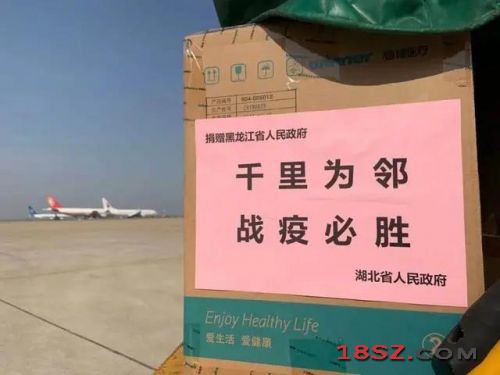 捐赠黑龙江省人民政府
千里为邻
战疫必胜
湖北省人民政府
Enjoy Healthy Life
爱生活 爱健康
18SZ.COM